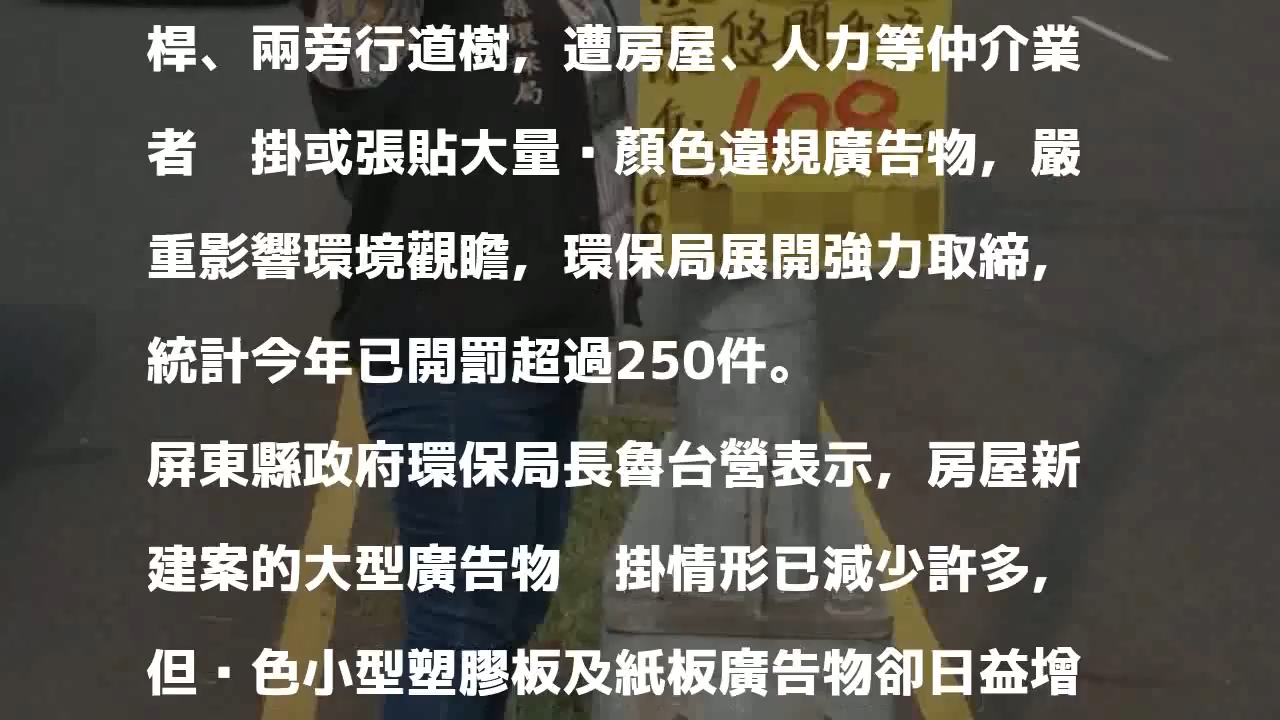 桿、兩旁行道樹，遭房屋、人力等仲介業
者　掛或張貼大量·顏色違規廣告物，嚴
重影響環境觀瞻，環保局展開強力取締，
統計今年已開罰超過250件。
屏東縣政府環保局長魯台營表示，房屋新
建案的大型廣告物　掛情形已減少許多，
但·色小型塑膠板及紙板廣告物卻日益增
環保局
108